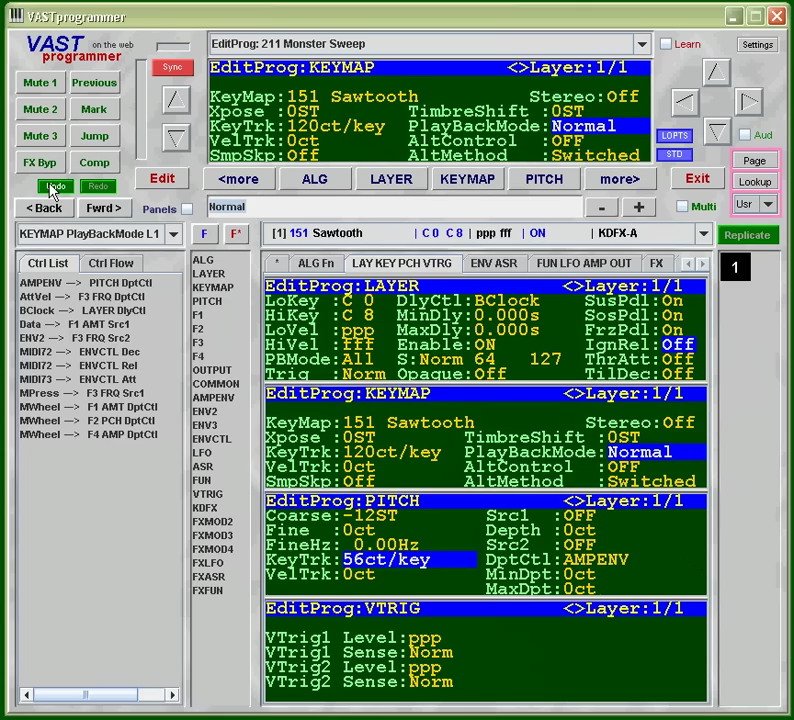 VASTprogrammer
VAST on the web
programmer
Sync
EditProg: 211 Monster Sweep
Learn
Settings
Mute 1
Previous
Mute 2
Mark
Mute 3
Jump
FX Byp
Comp
Undo
Redo
Edit
< Back
Fwrd >
Panels
EditProg:KEYMAP <>Layer:1/1
KeyMap:151 Sawtooth Stereo:Off
Xpose :0ST TimbreShift :0ST
KeyTrk:120ct/key PlayBackMode:Normal
VelTrk:0ct AltControl :OFF
SmpSkp:Off AltMethod :Switched
LOPTS
STD
Aud
Page
Lookup
Usr
<more
ALG
LAYER
KEYMAP
PITCH
more>
Exit
Normal
-
+
Multi
KEYMAP PlayBackMode L1
F
F*
[1] 151 Sawtooth | C 0 C 8 | ppp fff | ON | KDFX-A
Replicate
1
Ctrl List
Ctrl Flow
AMPENV --> PITCH DptCtl
AttVel --> F3 FRQ DptCtl
BClock --> LAYER DlyCtl
Data --> F1 AMT Src1
ENV2 --> F3 FRQ Src2
MIDI72 --> ENVCTL Dec
MIDI72 --> ENVCTL Rel
MIDI73 --> ENVCTL Att
MPress --> F3 FRQ Src1
MWheel --> F1 AMT DptCtl
MWheel --> F2 PCH DptCtl
MWheel --> F4 AMP DptCtl
ALG
LAYER
KEYMAP
PITCH
F1
F2
F3
F4
OUTPUT
COMMON
AMPENV
ENV2
ENV3
ENVCTL
LFO
ASR
FUN
VTRIG
KDFX
FXMOD2
FXMOD3
FXMOD4
FXLFO
FXASR
FXFUN
*
ALG Fn
LAY KEY PCH VTRG
ENV ASR
FUN LFO AMP OUT
FX
EditProg:LAYER <>Layer:1/1
LoKey :C 0 DlyCtl:BClock SusPdl:On
HiKey :C 8 MinDly:0.000s SosPdl:On
LoVel :ppp MaxDly:0.000s FrzPdl:On
HiVel :fff Enable:ON IgnRel:Off
PBMode:All S:Norm 64 127 ThrAtt:Off
Trig :Norm Opaque:Off TilDec:Off
EditProg:KEYMAP <>Layer:1/1
KeyMap:151 Sawtooth Stereo:Off
Xpose :0ST TimbreShift :0ST
KeyTrk:120ct/key PlayBackMode:Normal
VelTrk:0ct AltControl :OFF
SmpSkp:Off AltMethod :Switched
EditProg:PITCH <>Layer:1/1
Coarse:-12ST Src1 :OFF
Fine :0ct Depth :0ct
FineHz: 0.00Hz Src2 :OFF
KeyTrk:56ct/key DptCtl:AMPENV
VelTrk:0ct MinDpt:0ct
MaxDpt:0ct
EditProg:VTRIG <>Layer:1/1
VTrig1 Level:ppp
VTrig1 Sense:Norm
VTrig2 Level:ppp
VTrig2 Sense:Norm